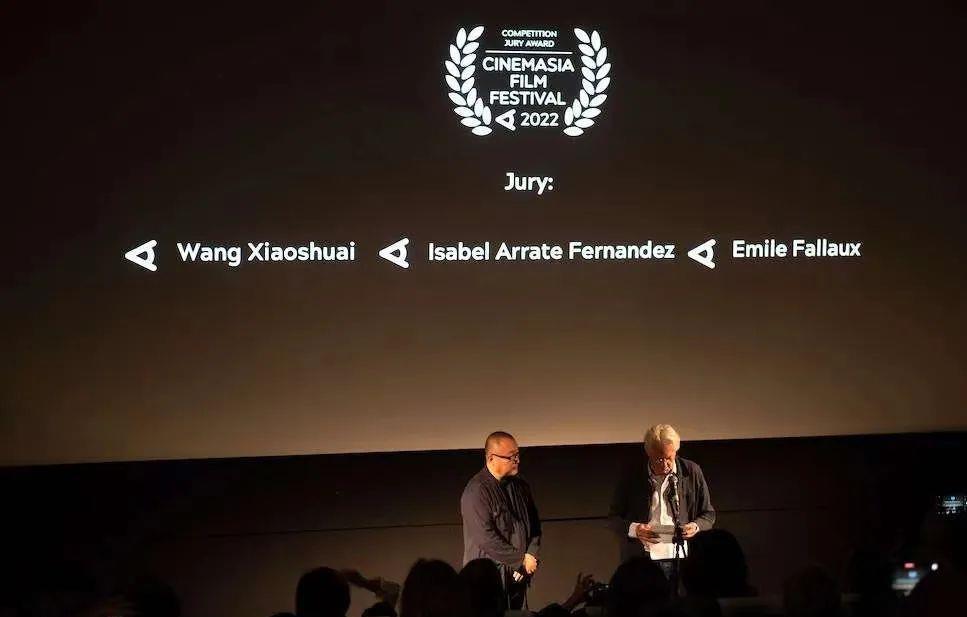 COMPETITION
JURY AWARD
CINEMASIA
FILM
FESTIVAL
2022
Jury:
Wang Xiaoshuai Isabel Arrate Fernandez Emile Fallaux